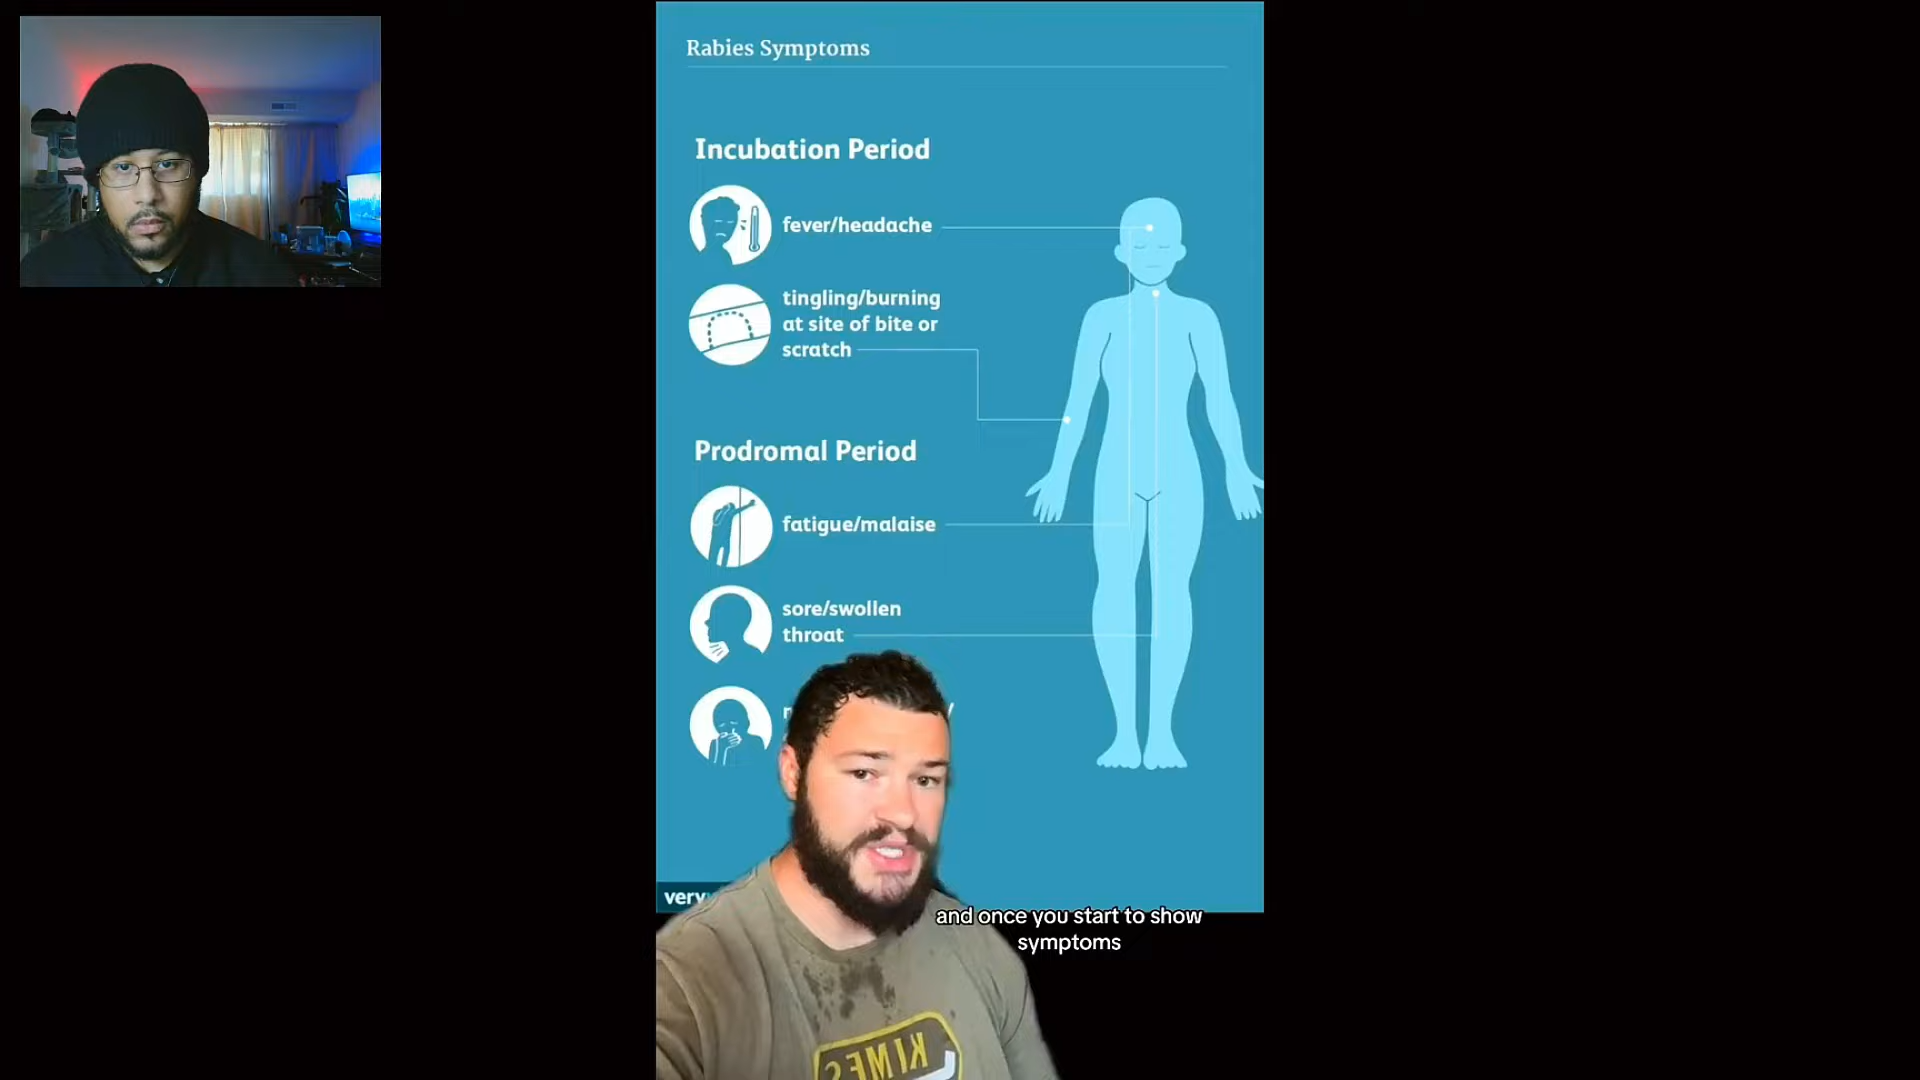 Rabies Symptoms
Incubation Period
fever/headache
tingling/burning
at site of bite or
scratch
Prodromal Period
fatigue/malaise
sore/swollen
throat
and once you start to show
symptoms